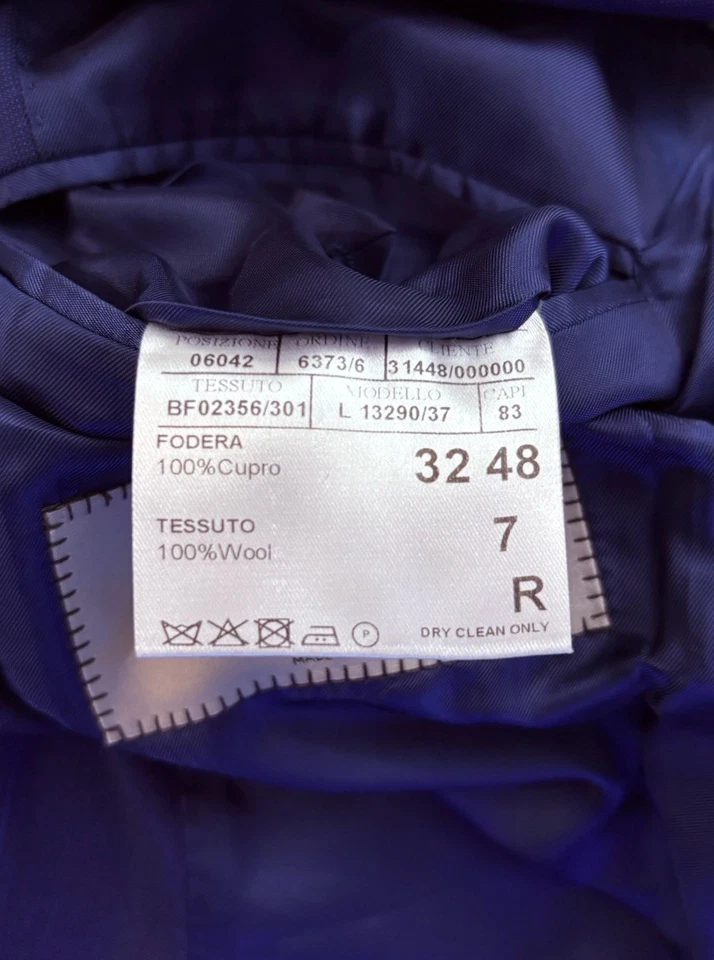 POSIZIONE ORDINE CLIENTE
06042 6373/6 31448/000000
TESSUTO MODELLO CAPI
BF02356/301 L 13290/37 83
FODERA
100%Cupro
32 48
TESSUTO
100%Wool
7
R
P
DRY CLEAN ONLY